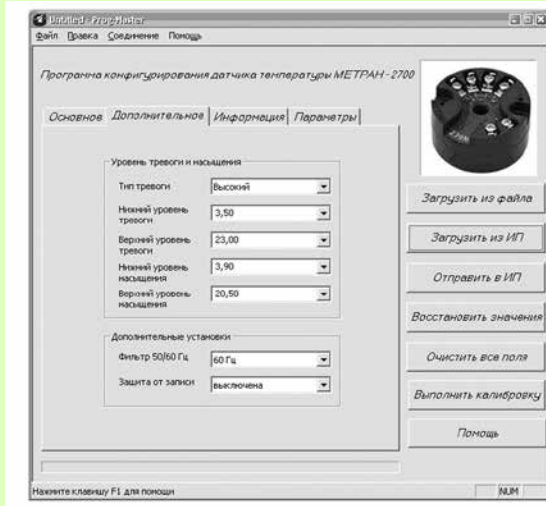 Untitled - Prog-Master
Файл Правка Соединение Помощь
Программа конфигурирования датчика температуры МЕТРАН - 2700
Основное Дополнительное Информация Параметры
Уровень тревоги и насыщения
Тип тревоги Высокий
Нижний уровень тревоги 3,50
Верхний уровень тревоги 23,00
Нижний уровень насыщения 3,90
Верхний уровень насыщения 20,50
Дополнительные установки
Фильтр 50/60 Гц 60 Гц
Защита от записи выключена
Загрузить из файла
Загрузить из ИП
Отправить в ИП
Восстановить значения
Очистить все поля
Выполнить калибровку
Помощь
Нажмите клавишу F1 для помощи
NUM